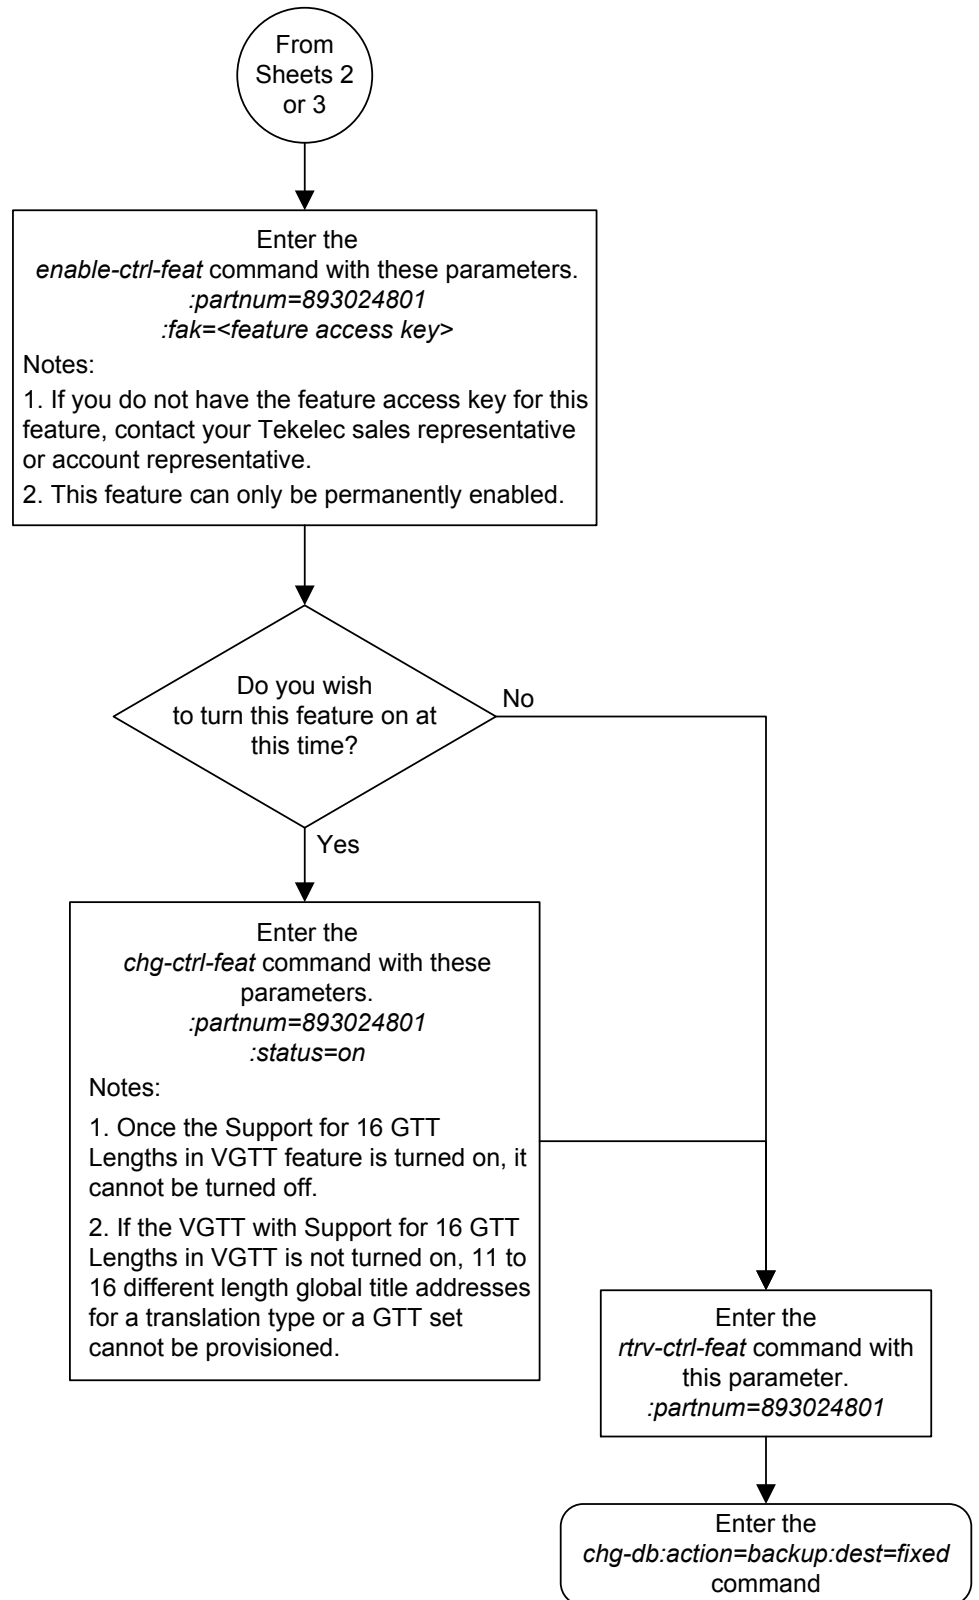 From
Sheets 2
or 3
Enter the
enable-ctrl-feat command with these parameters.
:partnum=893024801
:fak=<feature access key>
Notes:
1. If you do not have the feature access key for this
feature, contact your Tekelec sales representative
or account representative.
2. This feature can only be permanently enabled.
Do you wish
to turn this feature on at
this time?
No
Yes
Enter the
chg-ctrl-feat command with these
parameters.
:partnum=893024801
:status=on
Notes:
1. Once the Support for 16 GTT
Lengths in VGTT feature is turned on, it
cannot be turned off.
2. If the VGTT with Support for 16 GTT
Lengths in VGTT is not turned on, 11 to
16 different length global title addresses
for a translation type or a GTT set
cannot be provisioned.
Enter the
rtrv-ctrl-feat command with
this parameter.
:partnum=893024801
Enter the
chg-db:action=backup:dest=fixed
command